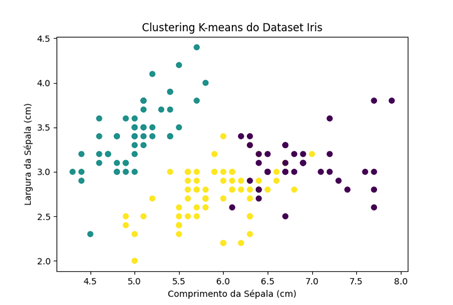 Clustering K-means do Dataset Iris
4.5
4.0
3.5
3.0
2.5
2.0
Largura da Sépala (cm)
4.5 5.0 5.5 6.0 6.5 7.0 7.5 8.0
Comprimento da Sépala (cm)